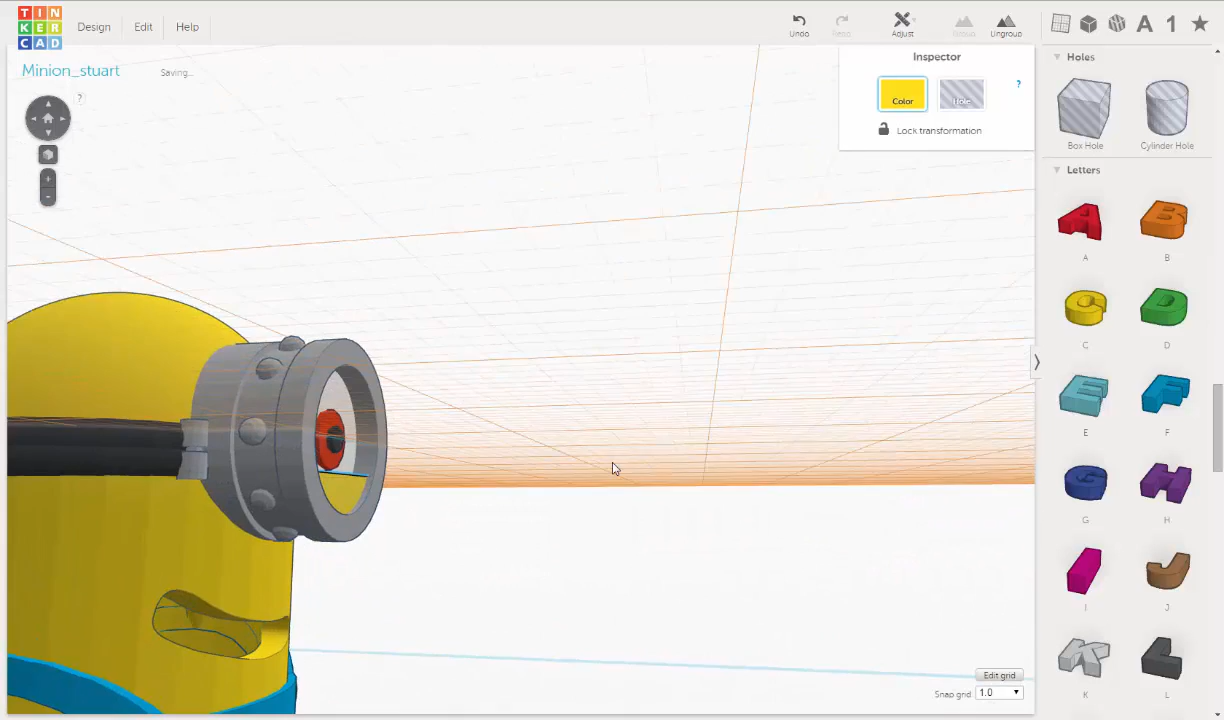 TIN
KER
CAD
Design
Edit
Help
Undo
Redo
Adjust
Group
Ungroup
Minion_stuart
Saving...
?
Inspector
Color
Hole
?
Lock transformation
Holes
Box Hole
Cylinder Hole
Letters
A
B
C
D
E
F
G
H
I
J
K
L
Edit grid
Snap grid 1.0